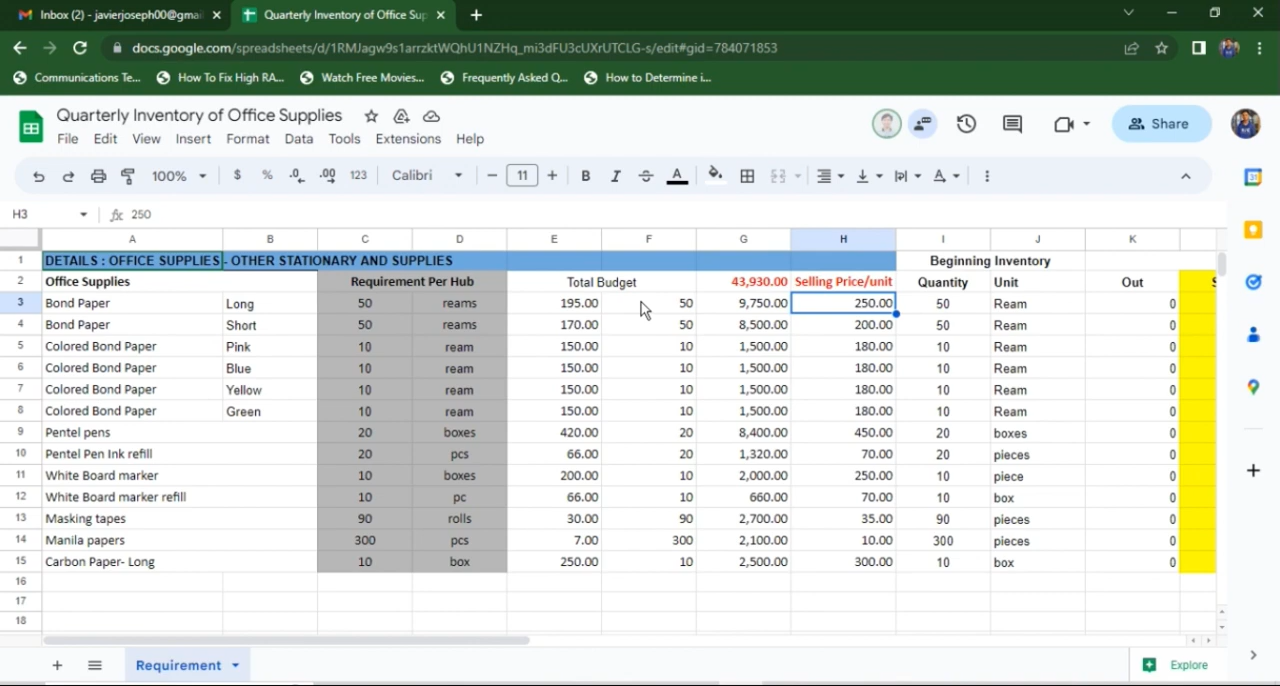 Inbox (2) - javierjoseph00@gmai
Quarterly Inventory of Office Sup
docs.google.com/spreadsheets/d/1RMJagw9s1arrzktWQhU1NZHq_mi3dFU3cUXrUTCLG-s/edit#gid=784071853
Communications Te... How To Fix High RA... Watch Free Movies... Frequently Asked Q... How to Determine i...
Quarterly Inventory of Office Supplies
File Edit View Insert Format Data Tools Extensions Help
Share
100% $ % .0 .00 123 Calibri 11 B I A
H3 fx 250
A B C D E F G H I J K
1 DETAILS : OFFICE SUPPLIES - OTHER STATIONARY AND SUPPLIES Beginning Inventory
2 Office Supplies Requirement Per Hub Total Budget 43,930.00 Selling Price/unit Quantity Unit Out S
3 Bond Paper Long 50 reams 195.00 50 9,750.00 250.00 50 Ream 0
4 Bond Paper Short 50 reams 170.00 50 8,500.00 200.00 50 Ream 0
5 Colored Bond Paper Pink 10 ream 150.00 10 1,500.00 180.00 10 Ream 0
6 Colored Bond Paper Blue 10 ream 150.00 10 1,500.00 180.00 10 Ream 0
7 Colored Bond Paper Yellow 10 ream 150.00 10 1,500.00 180.00 10 Ream 0
8 Colored Bond Paper Green 10 ream 150.00 10 1,500.00 180.00 10 Ream 0
9 Pentel pens 20 boxes 420.00 20 8,400.00 450.00 20 boxes 0
10 Pentel Pen Ink refill 20 pcs 66.00 20 1,320.00 70.00 20 pieces 0
11 White Board marker 10 boxes 200.00 10 2,000.00 250.00 10 piece 0
12 White Board marker refill 10 pc 66.00 10 660.00 70.00 10 box 0
13 Masking tapes 90 rolls 30.00 90 2,700.00 35.00 90 pieces 0
14 Manila papers 300 pcs 7.00 300 2,100.00 10.00 300 pieces 0
15 Carbon Paper- Long 10 box 250.00 10 2,500.00 300.00 10 box 0
16
17
18
Requirement
Explore